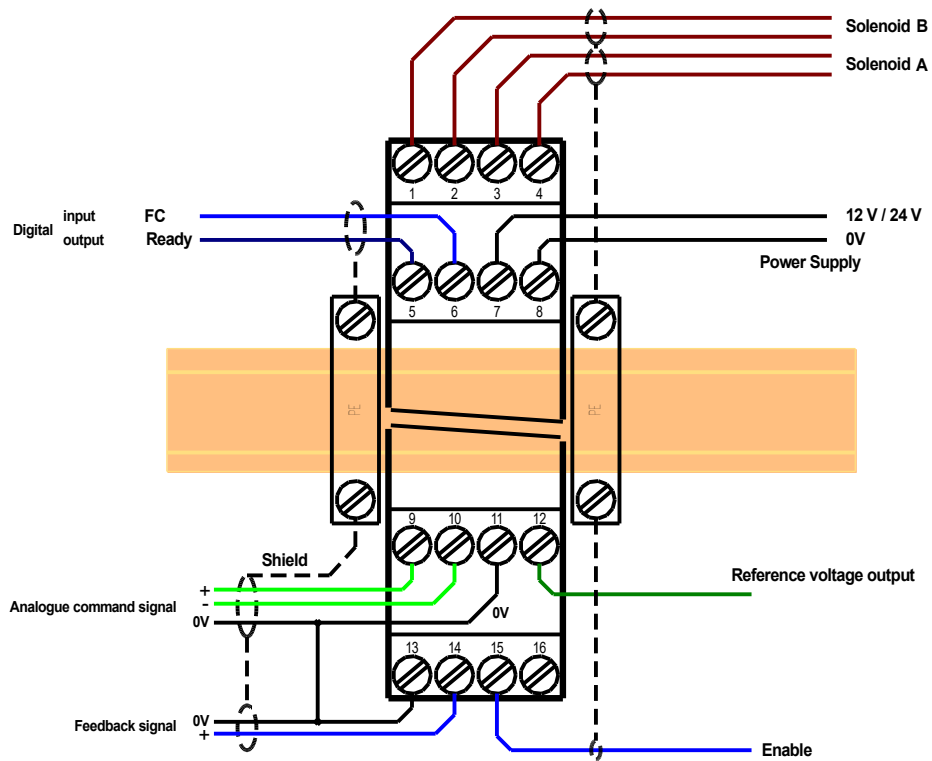 Solenoid B
Solenoid A
1 2 3 4
Digital input FC
output Ready
12 V / 24 V
0V
Power Supply
5 6 7 8
PE PE
9 10 11 12
Shield
Reference voltage output
+
Analogue command signal -
0V
0V
13 14 15 16
Feedback signal 0V
+
Enable